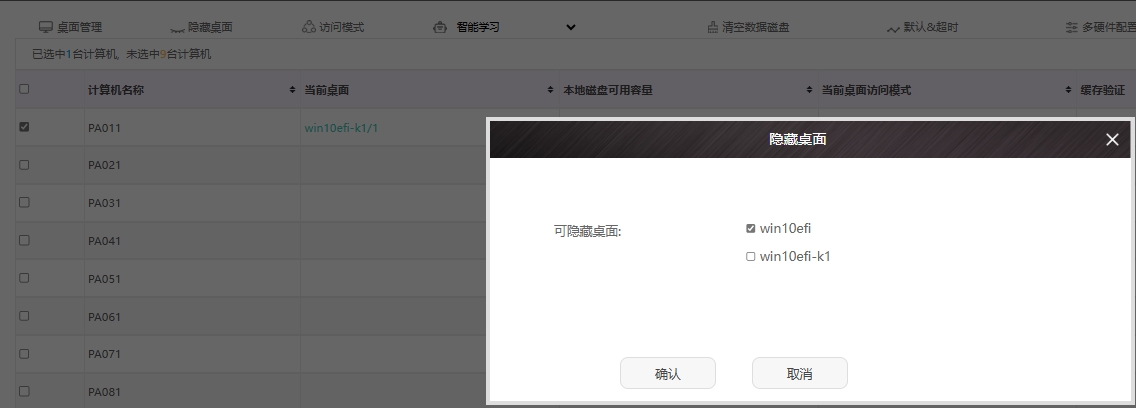 桌面管理 隐藏桌面 访问模式 智能学习 清空数据磁盘 默认&超时 多硬件配置
已选中1台计算机, 未选中9台计算机
计算机名称 当前桌面 本地磁盘可用容量 当前桌面访问模式 缓存验证
PA011 win10efi-k1/1
隐藏桌面
PA021
PA031
可隐藏桌面: win10efi
PA041
win10efi-k1
PA051
PA061
PA071
确认 取消
PA081